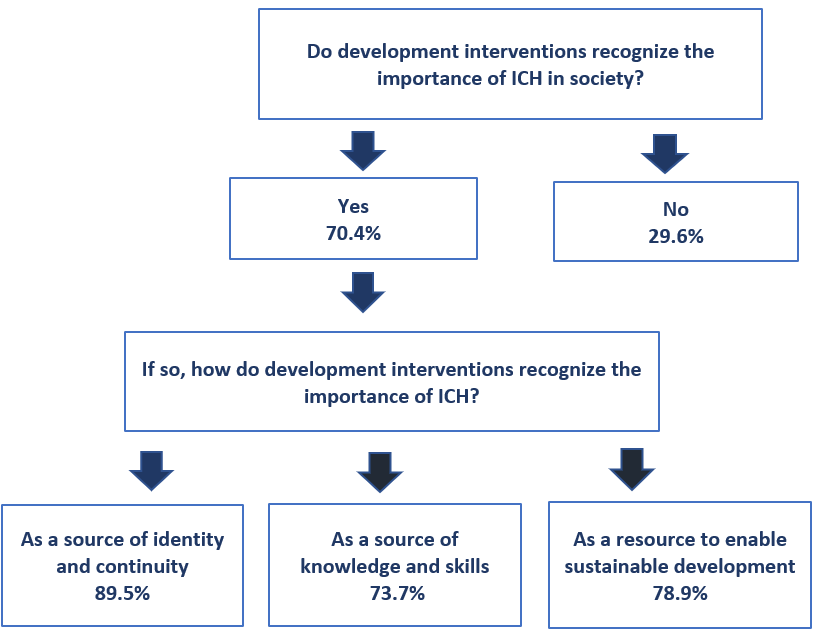 Do development interventions recognize the
importance of ICH in society?
Yes
70.4%
No
29.6%
If so, how do development interventions recognize the
importance of ICH?
As a source of identity
and continuity
89.5%
As a source of
knowledge and skills
73.7%
As a resource to enable
sustainable development
78.9%